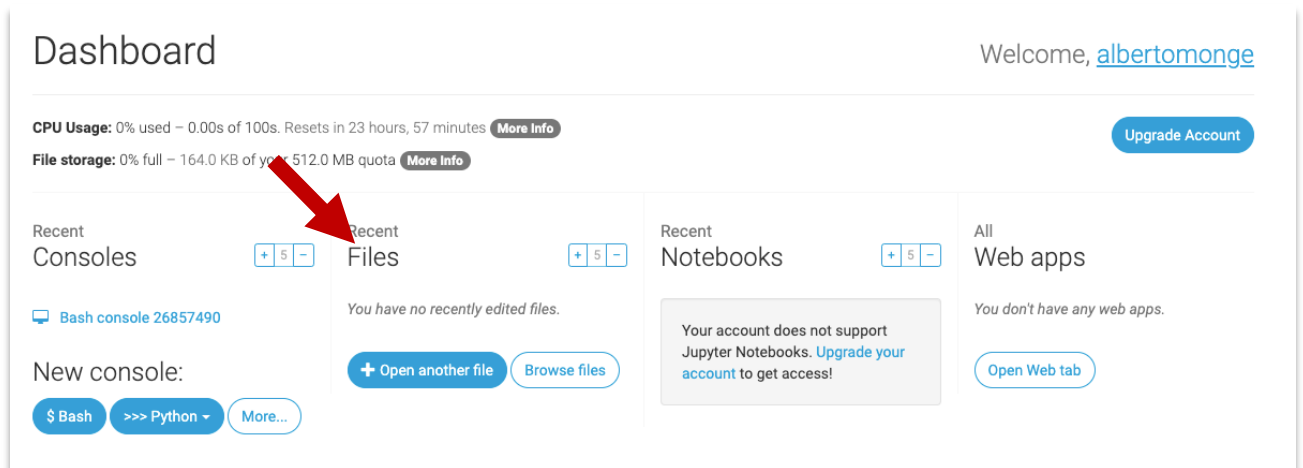 Dashboard
Welcome, albertomonge
CPU Usage: 0% used – 0.00s of 100s. Resets in 23 hours, 57 minutes More Info
Upgrade Account
File storage: 0% full – 164.0 KB of your 512.0 MB quota More Info
Recent
Consoles
+ 5 −
Bash console 26857490
New console:
$ Bash
>>> Python
More...
Recent
Files
+ 5 −
You have no recently edited files.
+ Open another file
Browse files
Recent
Notebooks
+ 5 −
Your account does not support
Jupyter Notebooks. Upgrade your
account to get access!
All
Web apps
You don't have any web apps.
Open Web tab